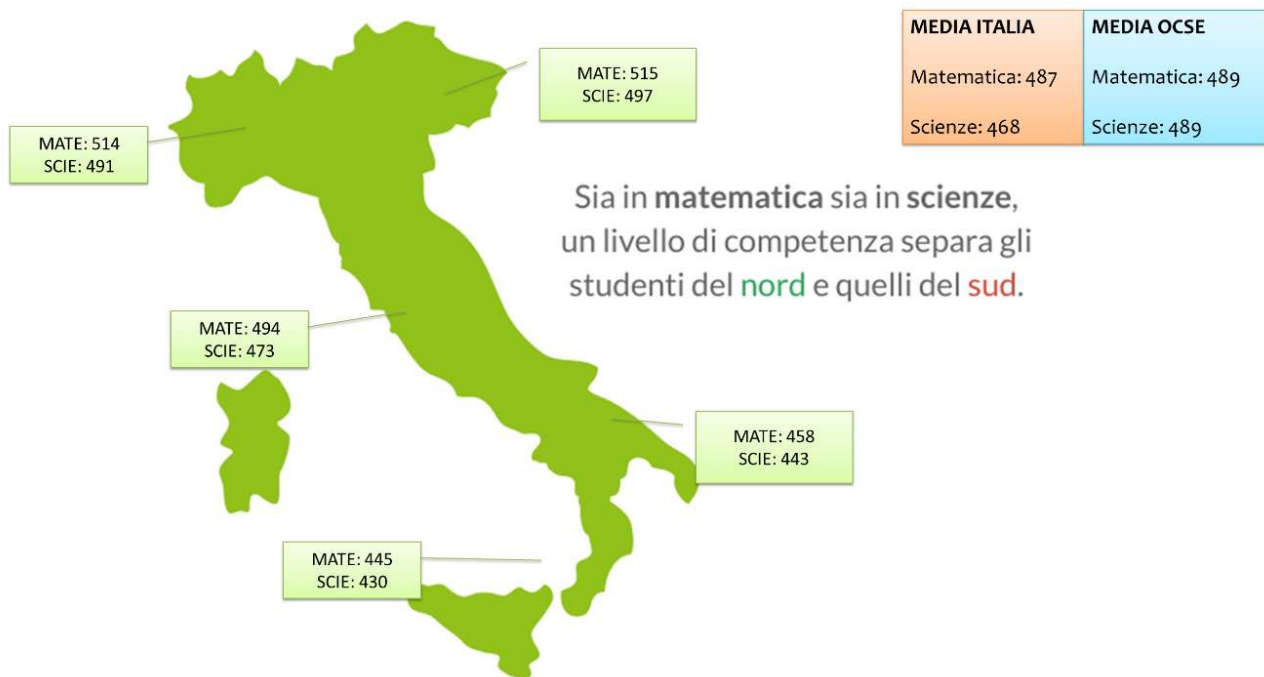 MEDIA ITALIA
Matematica: 487
Scienze: 468
MEDIA OCSE
Matematica: 489
Scienze: 489
MATE: 515
SCIE: 497
MATE: 514
SCIE: 491
Sia in matematica sia in scienze,
un livello di competenza separa gli
studenti del nord e quelli del sud.
MATE: 494
SCIE: 473
MATE: 458
SCIE: 443
MATE: 445
SCIE: 430